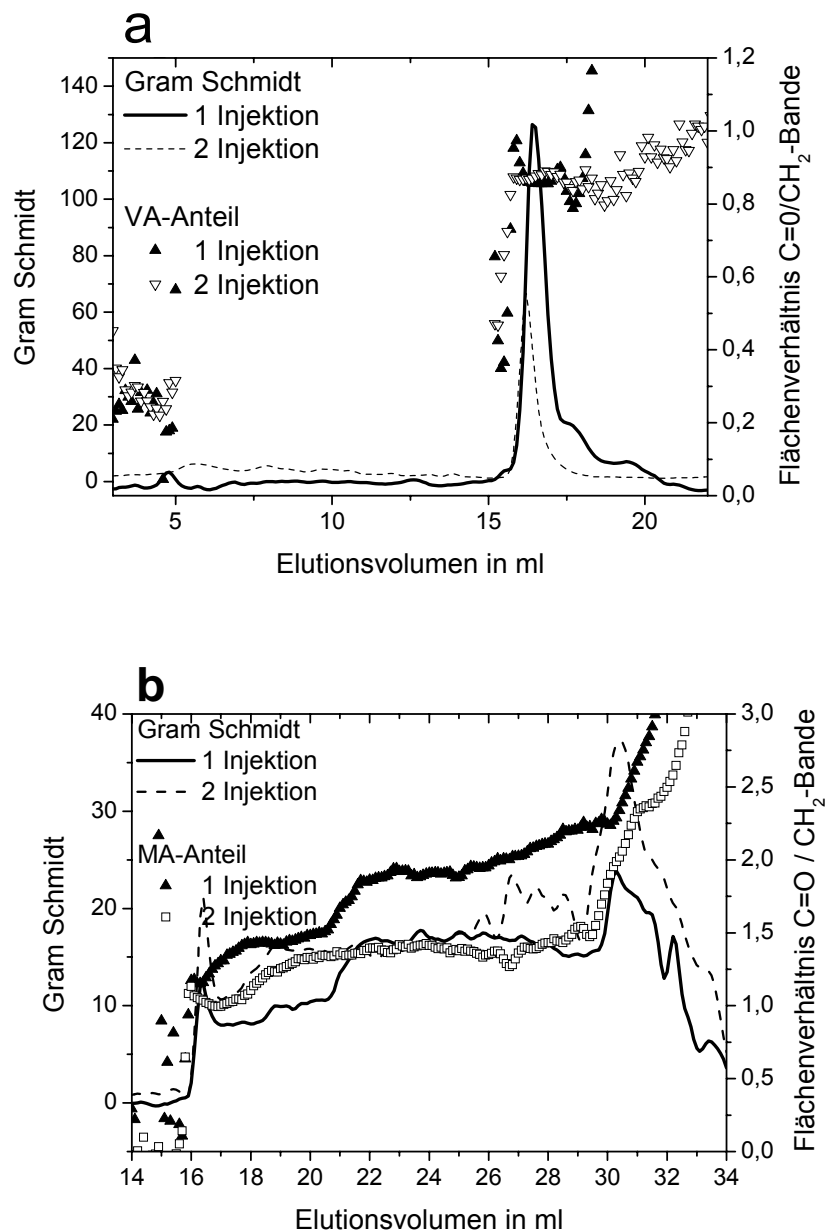 a
Gram Schmidt
1 Injektion
2 Injektion
VA-Anteil
1 Injektion
2 Injektion
Gram Schmidt
140
120
100
80
60
40
20
0
1,2
1,0
0,8
0,6
0,4
0,2
0,0
Flächenverhältnis C=0/CH2-Bande
5 10 15 20
Elutionsvolumen in ml
b
Gram Schmidt
1 Injektion
2 Injektion
MA-Anteil
1 Injektion
2 Injektion
Gram Schmidt
40
30
20
10
0
3,0
2,5
2,0
1,5
1,0
0,5
0,0
Flächenverhältnis C=O / CH2-Bande
14 16 18 20 22 24 26 28 30 32 34
Elutionsvolumen in ml